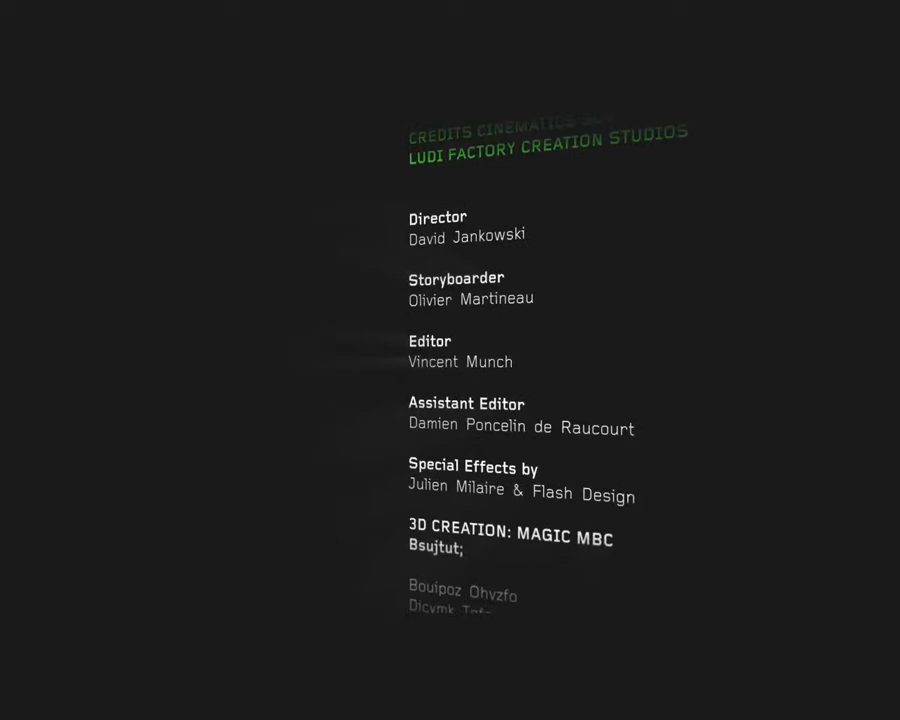 CREDITS CINEMATICS
LUDI FACTORY CREATION STUDIOS
Director
David Jankowski
Storyboarder
Olivier Martineau
Editor
Vincent Munch
Assistant Editor
Damien Poncelin de Raucourt
Special Effects by
Julien Milaire & Flash Design
3D CREATION: MAGIC MBC
Bsujtut;
Bouipoz Ohvzfo